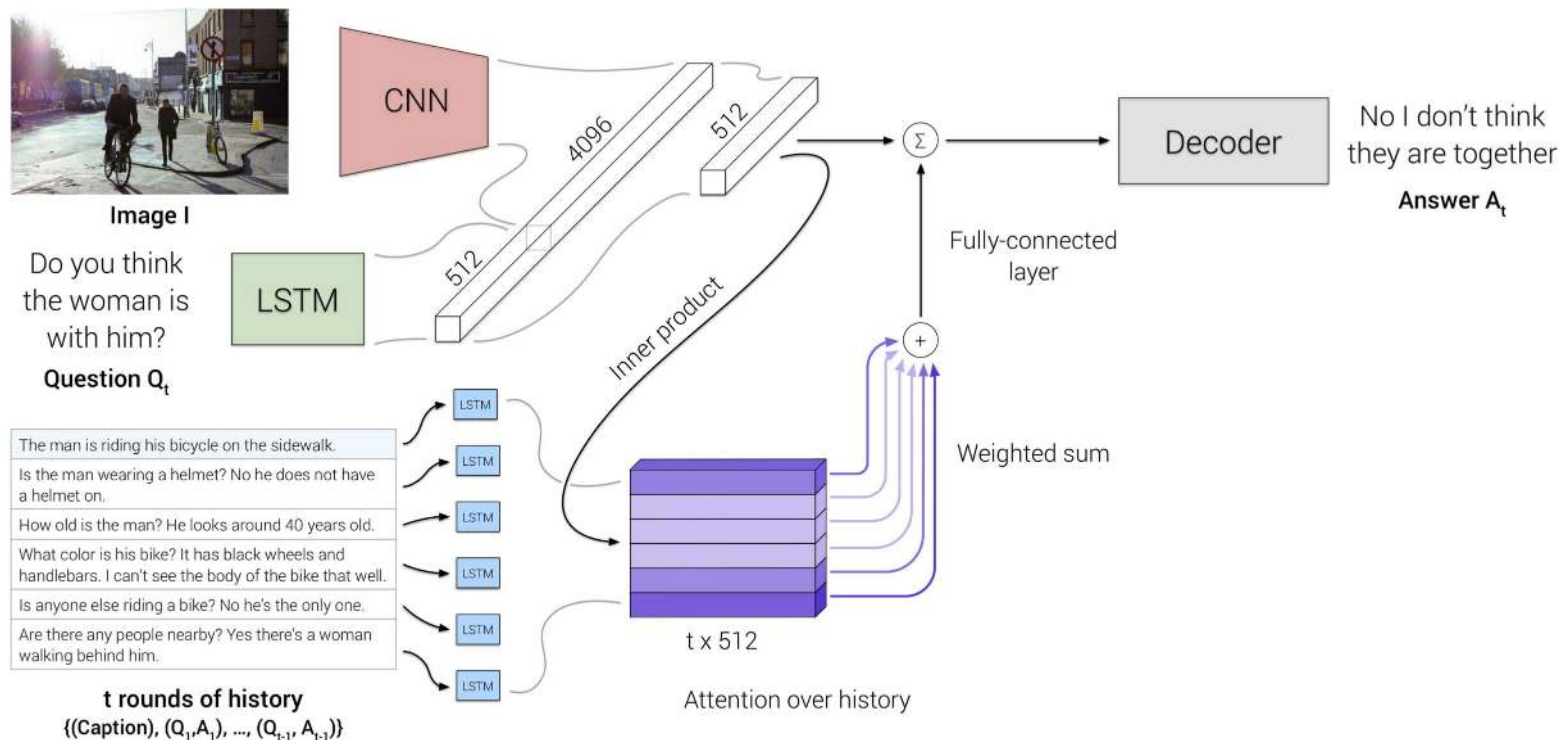 CNN
4096
512
512
Σ
Decoder
No I don't think
they are together
Answer At
Image I
Do you think
the woman is
with him?
Question Qt
LSTM
Fully-connected
layer
Inner product
+
Weighted sum
LSTM
LSTM
LSTM
LSTM
LSTM
LSTM
The man is riding his bicycle on the sidewalk.
Is the man wearing a helmet? No he does not have
a helmet on.
How old is the man? He looks around 40 years old.
What color is his bike? It has black wheels and
handlebars. I can't see the body of the bike that well.
Is anyone else riding a bike? No he's the only one.
Are there any people nearby? Yes there's a woman
walking behind him.
t x 512
Attention over history
t rounds of history
{(Caption), (Q1,A1), ..., (Qt-1, At-1)}